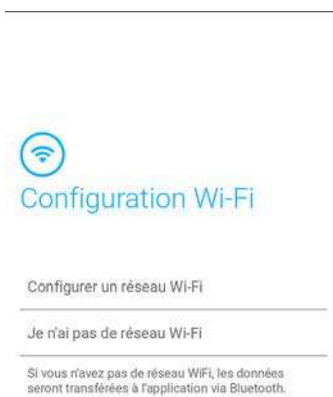 Configuration Wi-Fi
Configurer un réseau Wi-Fi
Je n'ai pas de réseau Wi-Fi
Si vous n'avez pas de réseau WiFi, les données
seront transférées à l'application via Bluetooth.